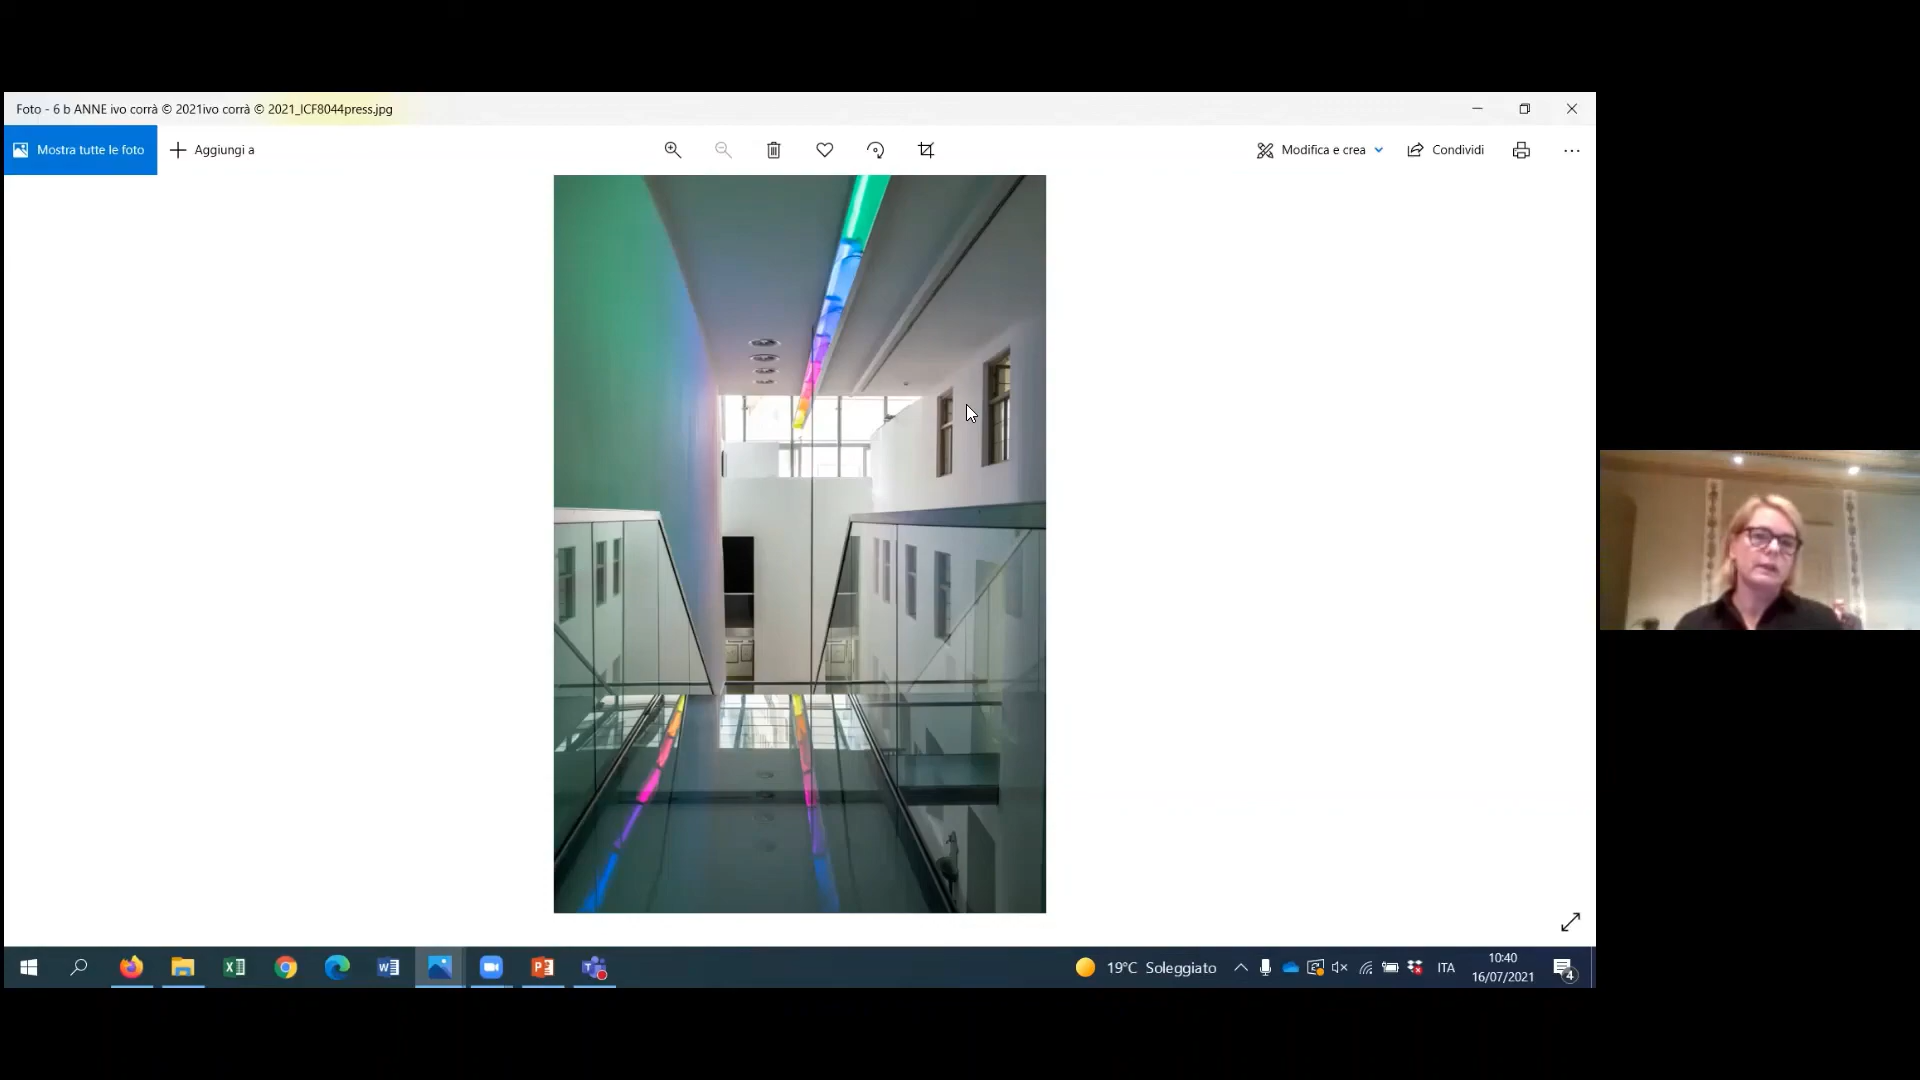 Foto - 6 b ANNE ivo corrà © 2021ivo corrà © 2021_ICF8044press.jpg
Mostra tutte le foto
Aggiungi a
Modifica e crea
Condividi
19°C Soleggiato
ITA
10:40
16/07/2021
4